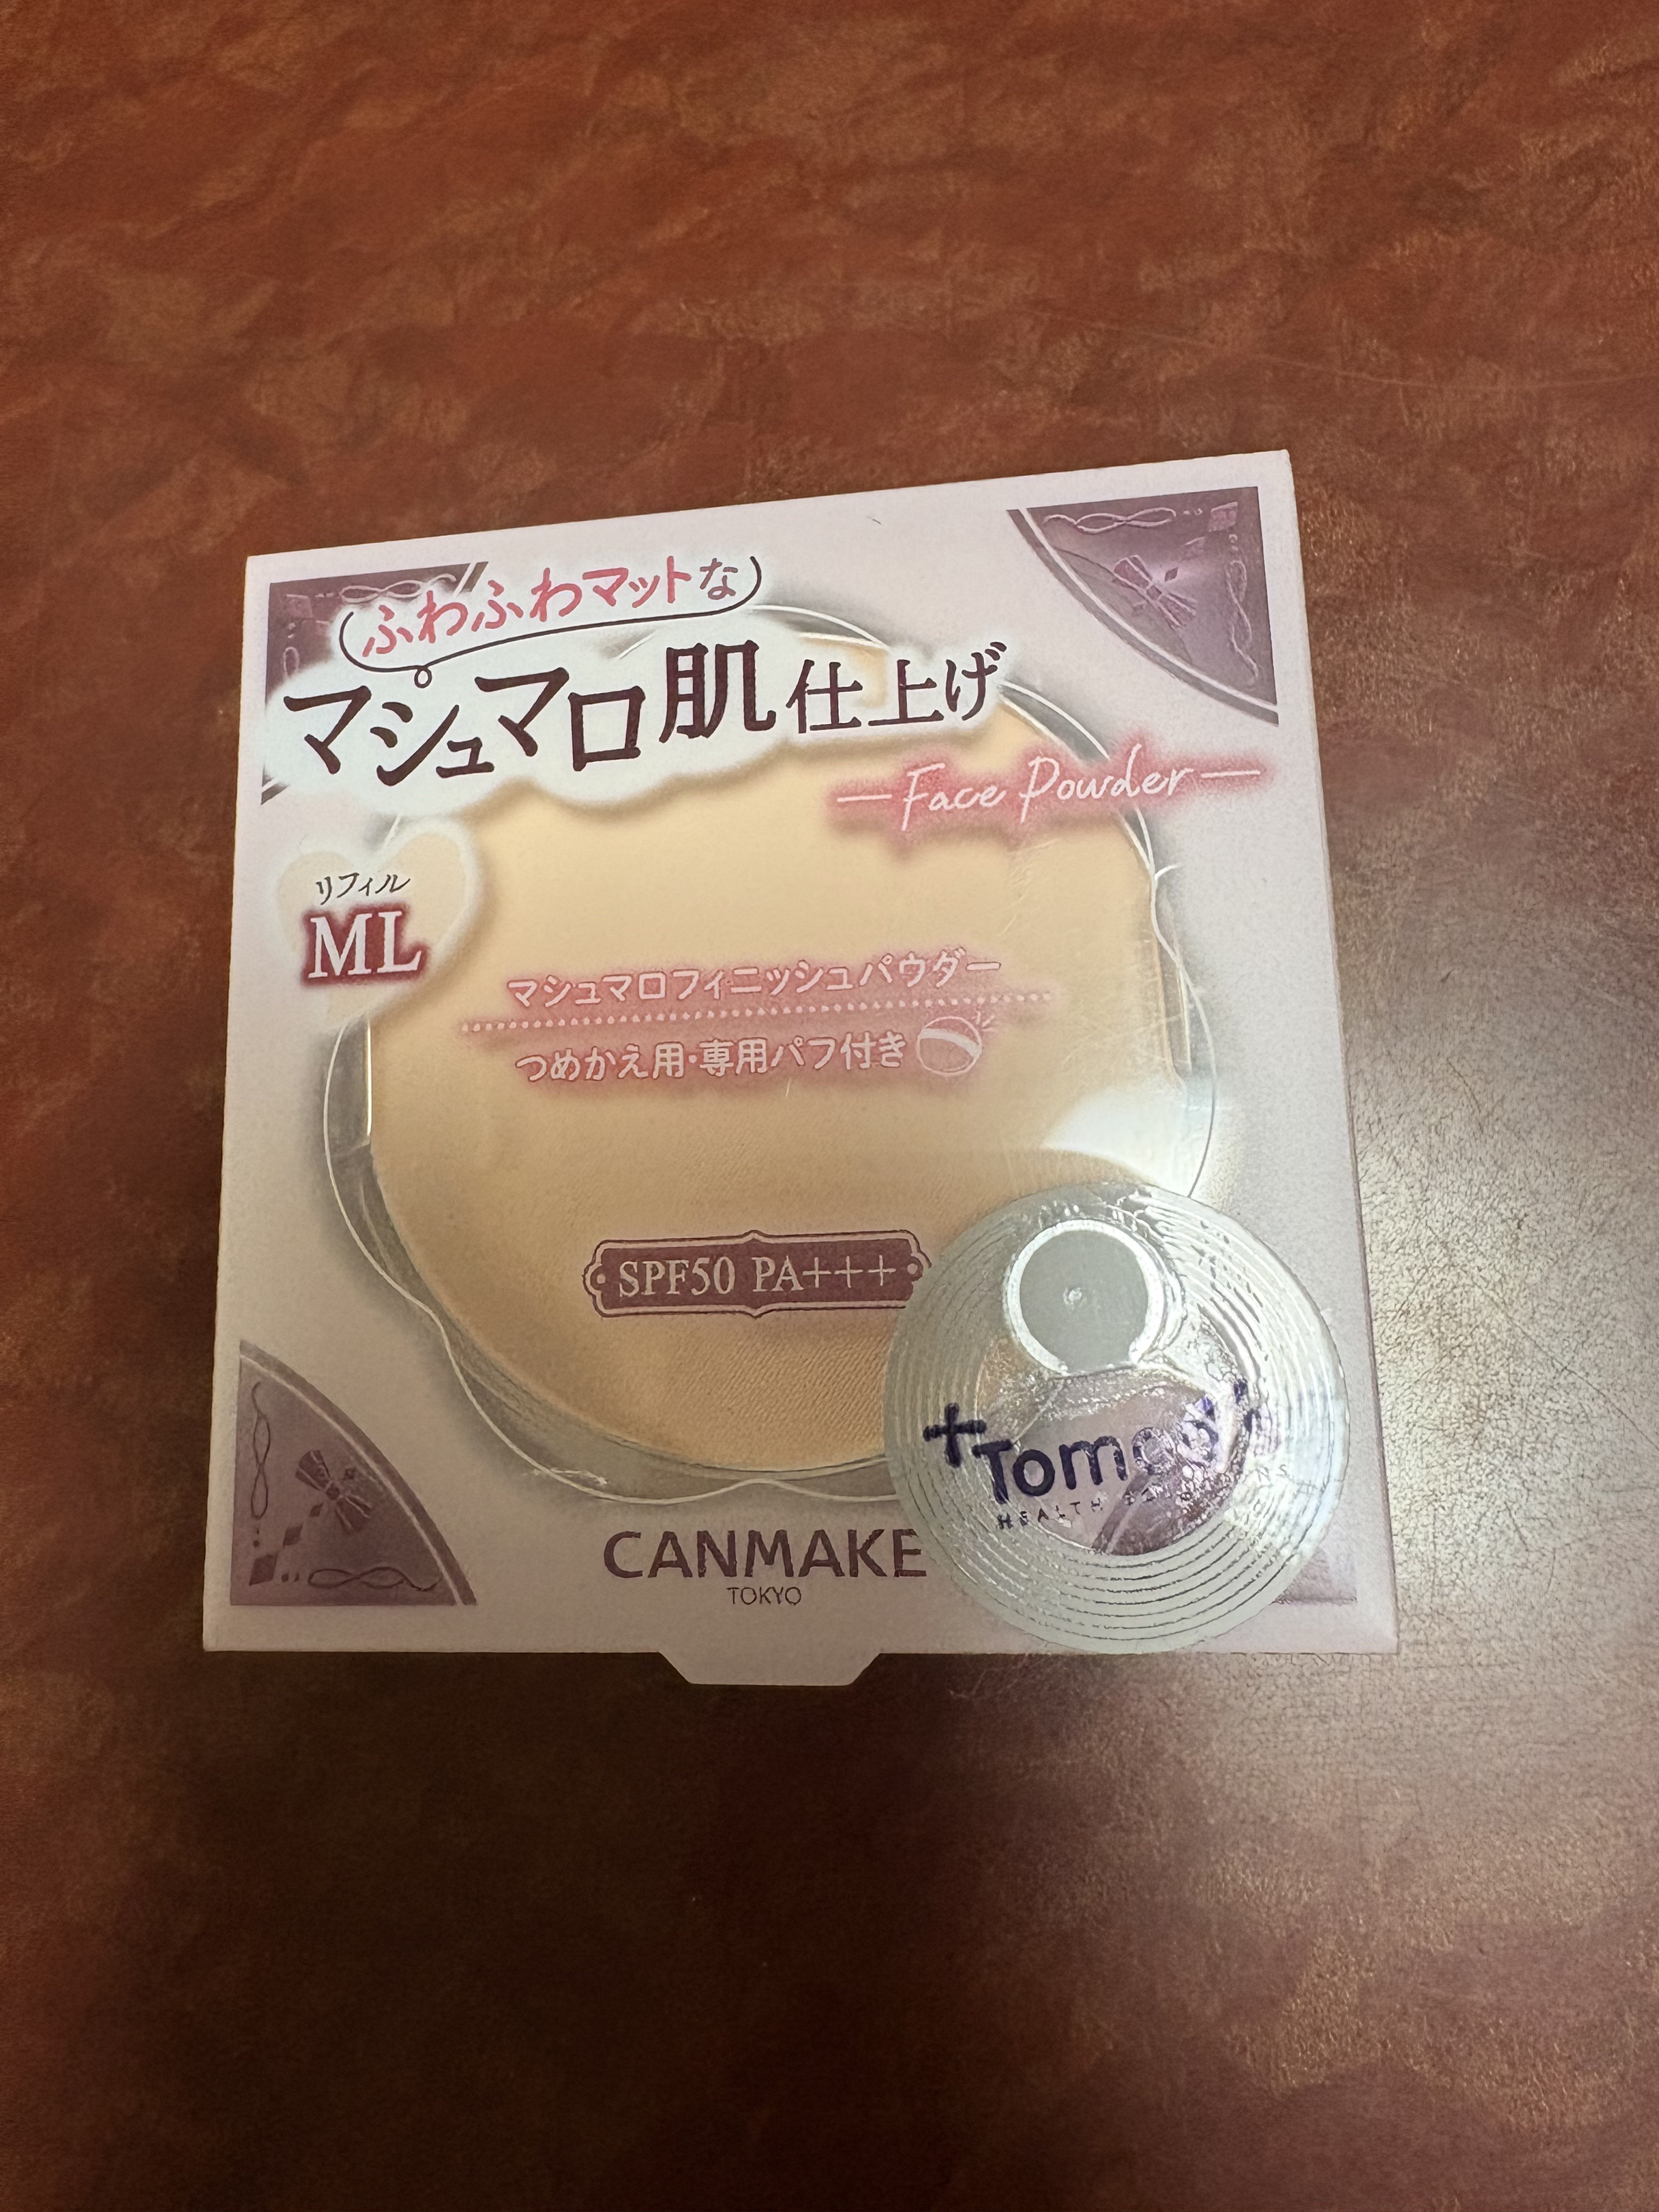 ふわふわマットな
マシュマロ肌仕上げ
Face Powder
リフィル
ML
マシュマロフィニッシュパウダー
つめかえ用・専用パフ付き
SPF50 PA+++
CANMAKE
TOKYO
HEALTH